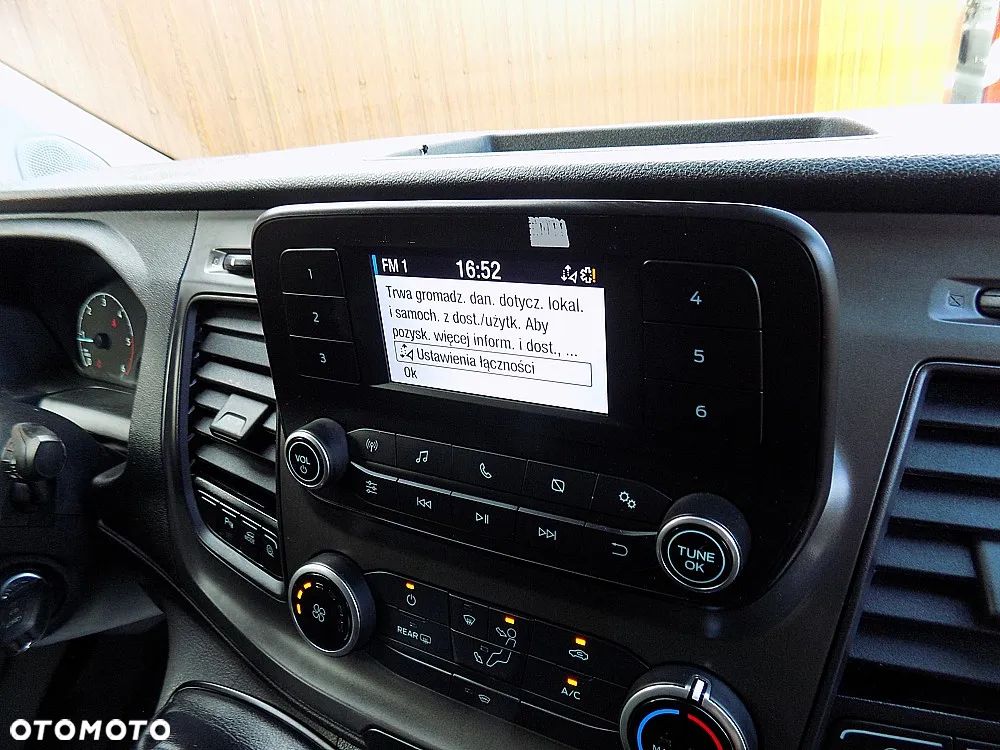 FM 1 16:52
Trwa gromadz. dan. dotycz. lokal.
i samoch. z dost./użytk. Aby
pozysk. więcej inform. i dost., ...
Ustawienia łączności
Ok
1
2
3
4
5
6
VOL
TUNE
OK
REAR
A/C
OTOMOTO